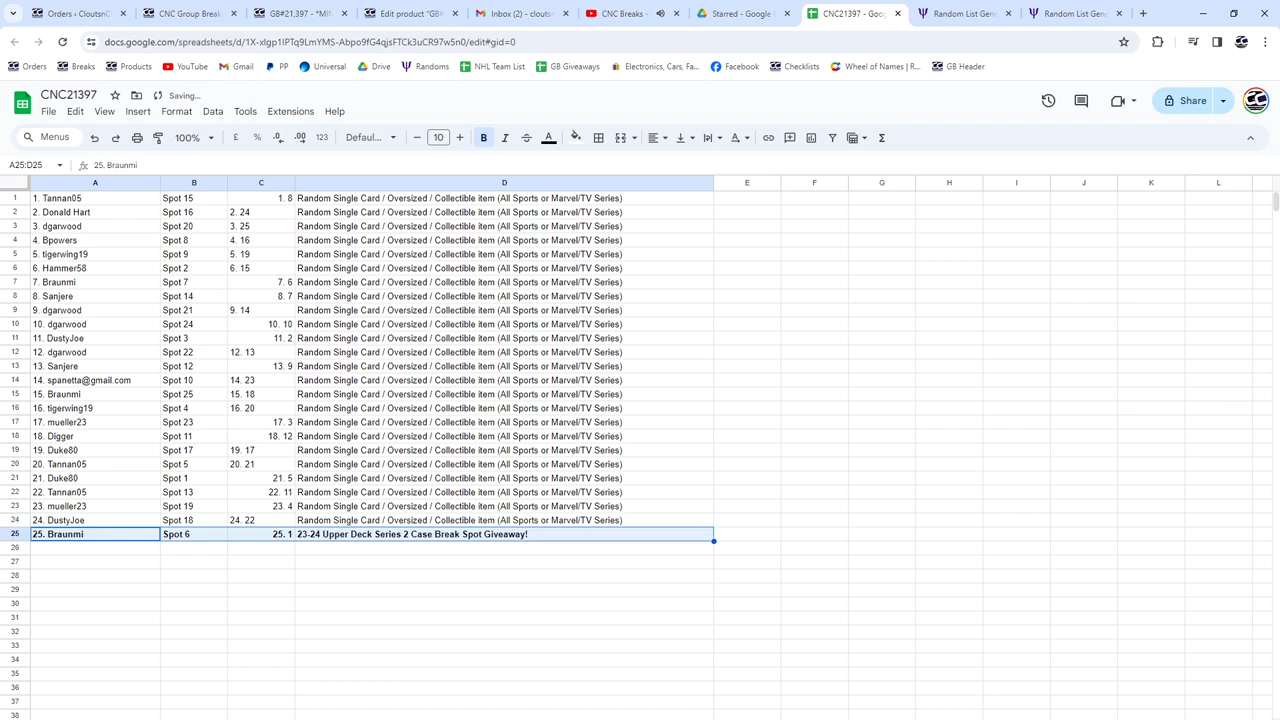 Orders ‹ CloutsnC
CNC Group Break
GB#21,397 - "MIN
Edit product "GB
Inbox (2) - clouts
CNC Breaks -
Starred - Google
CNC21397 - Goo
Random List Gene
Random List Gene
docs.google.com/spreadsheets/d/1X-xlgp1IPTq9LmYMS-Abpo9fG4qjsFTCk3uCR97w5n0/edit#gid=0
Orders Breaks Products YouTube Gmail PP Universal Drive Randoms NHL Team List GB Giveaways Electronics, Cars, Fa... Facebook Checklists Wheel of Names | R... GB Header
CNC21397 Saving...
File Edit View Insert Format Data Tools Extensions Help
Share
Menus 100% £ % .0 .00 123 Defaul... 10 B I A
A25:D25 fx 25. Braunmi
A B C D E F G H I J K L
1 1. Tannan05 Spot 15 1. 8 Random Single Card / Oversized / Collectible item (All Sports or Marvel/TV Series)
2 2. Donald Hart Spot 16 2. 24 Random Single Card / Oversized / Collectible item (All Sports or Marvel/TV Series)
3 3. dgarwood Spot 20 3. 25 Random Single Card / Oversized / Collectible item (All Sports or Marvel/TV Series)
4 4. Bpowers Spot 8 4. 16 Random Single Card / Oversized / Collectible item (All Sports or Marvel/TV Series)
5 5. tigerwing19 Spot 9 5. 19 Random Single Card / Oversized / Collectible item (All Sports or Marvel/TV Series)
6 6. Hammer58 Spot 2 6. 15 Random Single Card / Oversized / Collectible item (All Sports or Marvel/TV Series)
7 7. Braunmi Spot 7 7. 6 Random Single Card / Oversized / Collectible item (All Sports or Marvel/TV Series)
8 8. Sanjere Spot 14 8. 7 Random Single Card / Oversized / Collectible item (All Sports or Marvel/TV Series)
9 9. dgarwood Spot 21 9. 14 Random Single Card / Oversized / Collectible item (All Sports or Marvel/TV Series)
10 10. dgarwood Spot 24 10. 10 Random Single Card / Oversized / Collectible item (All Sports or Marvel/TV Series)
11 11. DustyJoe Spot 3 11. 2 Random Single Card / Oversized / Collectible item (All Sports or Marvel/TV Series)
12 12. dgarwood Spot 22 12. 13 Random Single Card / Oversized / Collectible item (All Sports or Marvel/TV Series)
13 13. Sanjere Spot 12 13. 9 Random Single Card / Oversized / Collectible item (All Sports or Marvel/TV Series)
14 14. spanetta@gmail.com Spot 10 14. 23 Random Single Card / Oversized / Collectible item (All Sports or Marvel/TV Series)
15 15. Braunmi Spot 25 15. 18 Random Single Card / Oversized / Collectible item (All Sports or Marvel/TV Series)
16 16. tigerwing19 Spot 4 16. 20 Random Single Card / Oversized / Collectible item (All Sports or Marvel/TV Series)
17 17. mueller23 Spot 23 17. 3 Random Single Card / Oversized / Collectible item (All Sports or Marvel/TV Series)
18 18. Digger Spot 11 18. 12 Random Single Card / Oversized / Collectible item (All Sports or Marvel/TV Series)
19 19. Duke80 Spot 17 19. 17 Random Single Card / Oversized / Collectible item (All Sports or Marvel/TV Series)
20 20. Tannan05 Spot 5 20. 21 Random Single Card / Oversized / Collectible item (All Sports or Marvel/TV Series)
21 21. Duke80 Spot 1 21. 5 Random Single Card / Oversized / Collectible item (All Sports or Marvel/TV Series)
22 22. Tannan05 Spot 13 22. 11 Random Single Card / Oversized / Collectible item (All Sports or Marvel/TV Series)
23 23. mueller23 Spot 19 23. 4 Random Single Card / Oversized / Collectible item (All Sports or Marvel/TV Series)
24 24. DustyJoe Spot 18 24. 22 Random Single Card / Oversized / Collectible item (All Sports or Marvel/TV Series)
25 25. Braunmi Spot 6 25. 1 23-24 Upper Deck Series 2 Case Break Spot Giveaway!
26
27
28
29
30
31
32
33
34
35
36
37
38